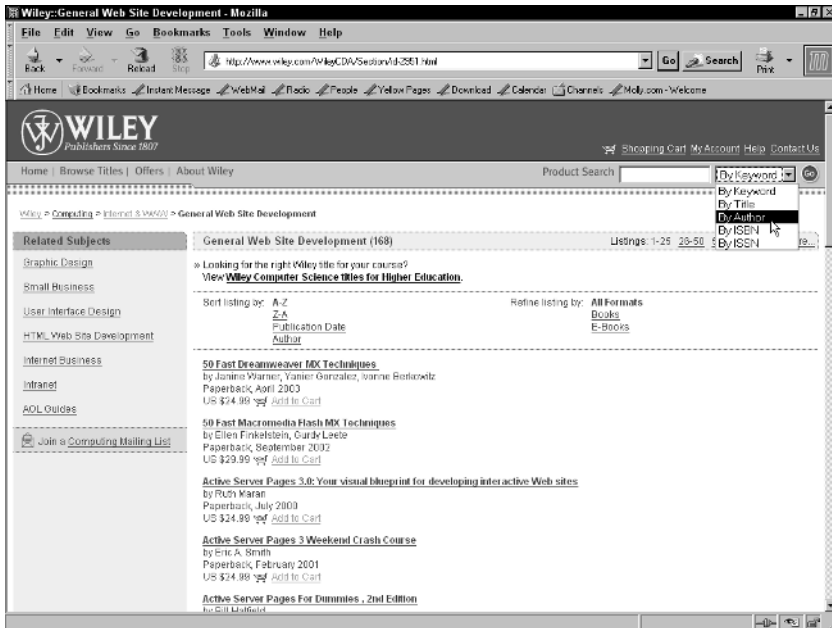 Wiley::General Web Site Development - Mozilla
File Edit View Go Bookmarks Tools Window Help
Back Forward Reload Stop
Go Search Print
Home Bookmarks Instant Message WebMail Radio People Yellow Pages Download Calendar Channels Molly.com - Welcome
WILEY
Publishers Since 1807
Shopping Cart My Account Help Contact Us
Home | Browse Titles | Offers | About Wiley
Product Search By Keyword Go
By Keyword
By Title
By Author
By ISBN
By ISSN
Wiley > Computing > Internet & WWW > General Web Site Development
Related Subjects
Graphic Design
Small Business
User Interface Design
HTML Web Site Development
Internet Business
Intranet
AOL Guides
Join a Computing Mailing List
General Web Site Development (168)
Listings: 1-25 26-50
» Looking for the right Wiley title for your course?
View Wiley Computer Science titles for Higher Education.
Sort listing by: A-Z
Z-A
Publication Date
Author
Refine listing by: All Formats
Books
E-Books
50 Fast Dreamweaver MX Techniques
by Janine Warner, Yanier Gonzalez, Ivonne Berkowitz
Paperback, April 2003
US $24.99 Add to Cart
50 Fast Macromedia Flash MX Techniques
by Ellen Finkelstein, Gurdy Leete
Paperback, September 2002
US $29.99 Add to Cart
Active Server Pages 3.0: Your visual blueprint for developing interactive Web sites
by Ruth Maran
Paperback, July 2000
US $24.99 Add to Cart
Active Server Pages 3 Weekend Crash Course
by Eric A. Smith
Paperback, February 2001
US $24.99 Add to Cart
Active Server Pages For Dummies , 2nd Edition
by Bill Hatfield